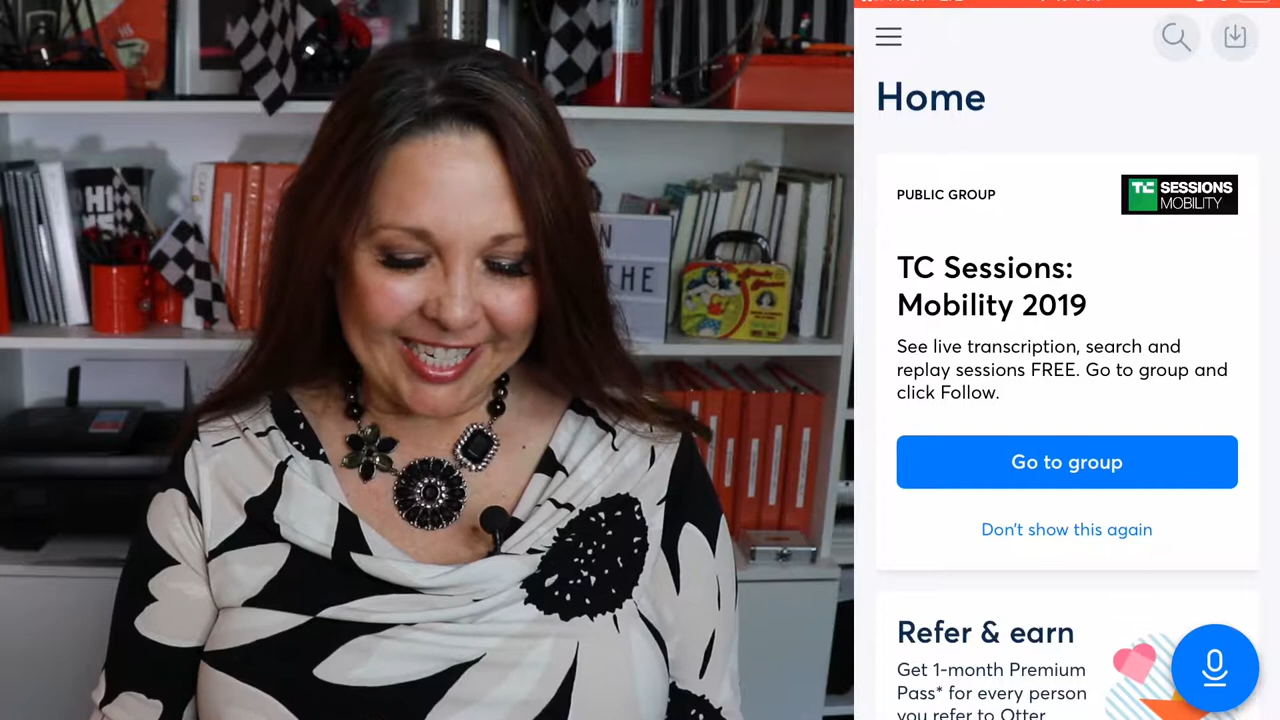 Home
PUBLIC GROUP
TC SESSIONS
MOBILITY
TC Sessions:
Mobility 2019
See live transcription, search and
replay sessions FREE. Go to group and
click Follow.
Go to group
Don't show this again
Refer & earn
Get 1-month Premium
Pass* for every person
you refer to Otter
THE